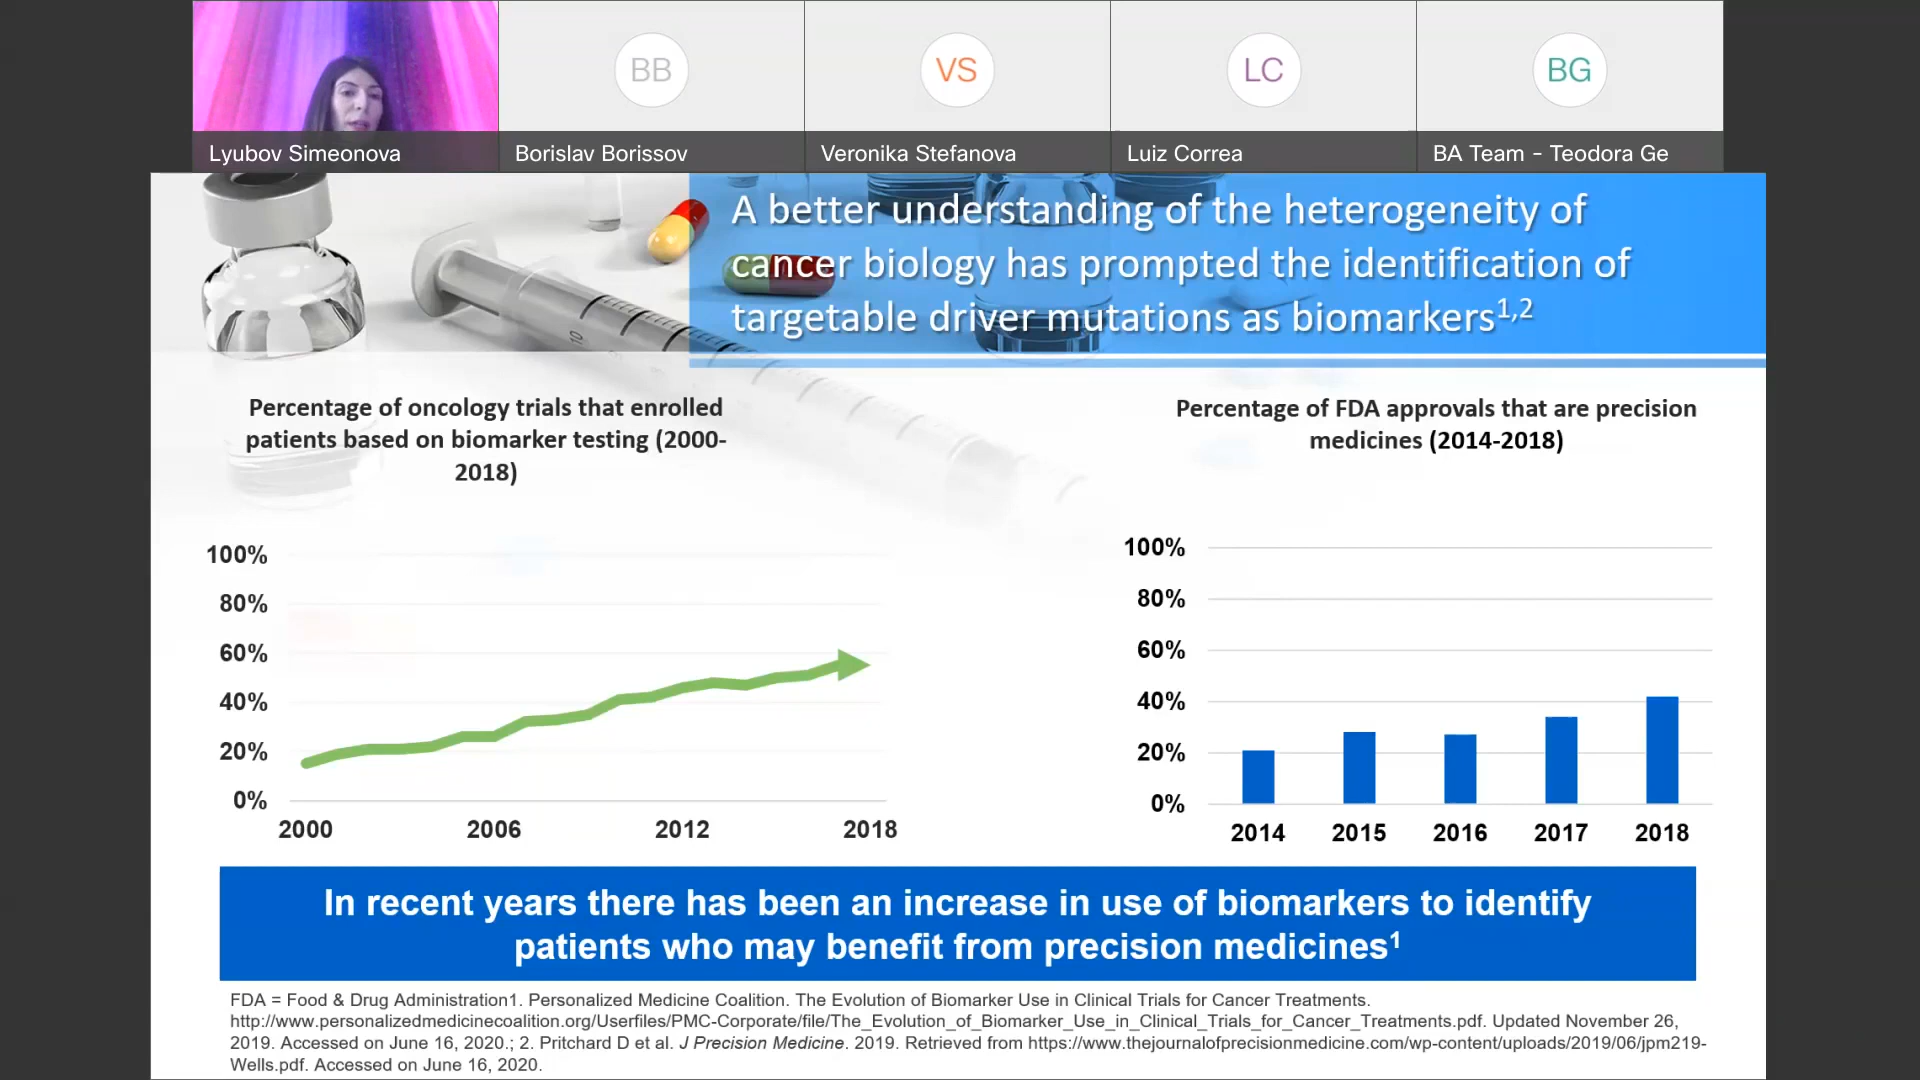 BB
VS
LC
BG
Lyubov Simeonova
Borislav Borissov
Veronika Stefanova
Luiz Correa
BA Team - Teodora Ge
A better understanding of the heterogeneity of
cancer biology has prompted the identification of
targetable driver mutations as biomarkers1,2
Percentage of oncology trials that enrolled
patients based on biomarker testing (2000-
2018)
100%
80%
60%
40%
20%
0%
2000 2006 2012 2018
Percentage of FDA approvals that are precision
medicines (2014-2018)
100%
80%
60%
40%
20%
0%
2014 2015 2016 2017 2018
In recent years there has been an increase in use of biomarkers to identify
patients who may benefit from precision medicines1
FDA = Food & Drug Administration1. Personalized Medicine Coalition. The Evolution of Biomarker Use in Clinical Trials for Cancer Treatments.
http://www.personalizedmedicinecoalition.org/Userfiles/PMC-Corporate/file/The_Evolution_of_Biomarker_Use_in_Clinical_Trials_for_Cancer_Treatments.pdf. Updated November 26,
2019. Accessed on June 16, 2020.; 2. Pritchard D et al. J Precision Medicine. 2019. Retrieved from https://www.thejournalofprecisionmedicine.com/wp-content/uploads/2019/06/jpm219-
Wells.pdf. Accessed on June 16, 2020.